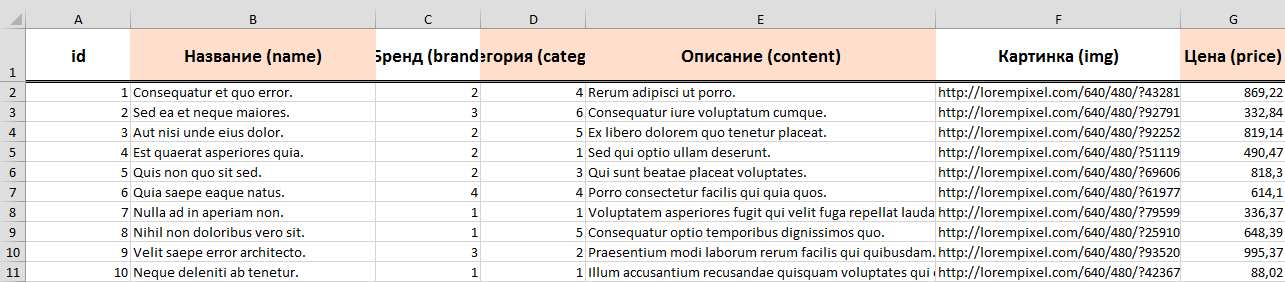 A B C D E F G
1 id Название (name) Бренд (brand егория (categ Описание (content) Картинка (img) Цена (price)
2 1 Consequatur et quo error. 2 4 Rerum adipisci ut porro. http://lorempixel.com/640/480/?43281 869,22
3 2 Sed ea et neque maiores. 3 6 Consequatur iure voluptatum cumque. http://lorempixel.com/640/480/?92791 332,84
4 3 Aut nisi unde eius dolor. 2 5 Ex libero dolorem quo tenetur placeat. http://lorempixel.com/640/480/?92252 819,14
5 4 Est quaerat asperiores quia. 2 1 Sed qui optio ullam deserunt. http://lorempixel.com/640/480/?51119 490,47
6 5 Quis non quo sit sed. 2 3 Qui sunt beatae placeat voluptates. http://lorempixel.com/640/480/?69606 818,3
7 6 Quia saepe eaque natus. 4 4 Porro consectetur facilis qui quia quos. http://lorempixel.com/640/480/?61977 614,1
8 7 Nulla ad in aperiam non. 1 1 Voluptatem asperiores fugit qui velit fuga repellat lauda http://lorempixel.com/640/480/?79599 336,37
9 8 Nihil non doloribus vero sit. 1 5 Consequatur optio temporibus dignissimos quo. http://lorempixel.com/640/480/?25910 648,39
10 9 Velit saepe error architecto. 3 2 Praesentium modi laborum rerum facilis qui quibusdam. http://lorempixel.com/640/480/?93520 995,37
11 10 Neque deleniti ab tenetur. 1 1 Illum accusantium recusandae quisquam voluptates qui http://lorempixel.com/640/480/?42367 88,02